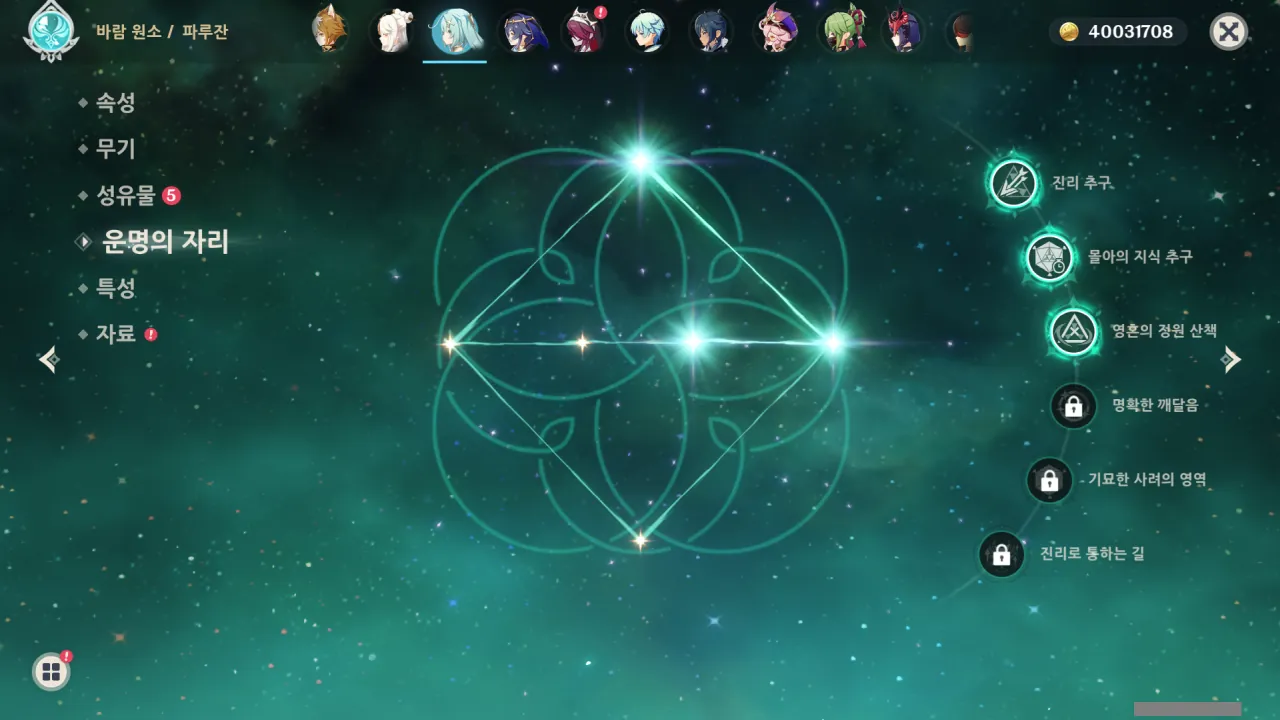 바람 원소 / 파루잔
40031708
속성
무기
성유물 5
운명의 자리
특성
자료
진리 추구
몰아의 지식 추구
영혼의 정원 산책
명확한 깨달음
기묘한 사려의 영역
진리로 통하는 길